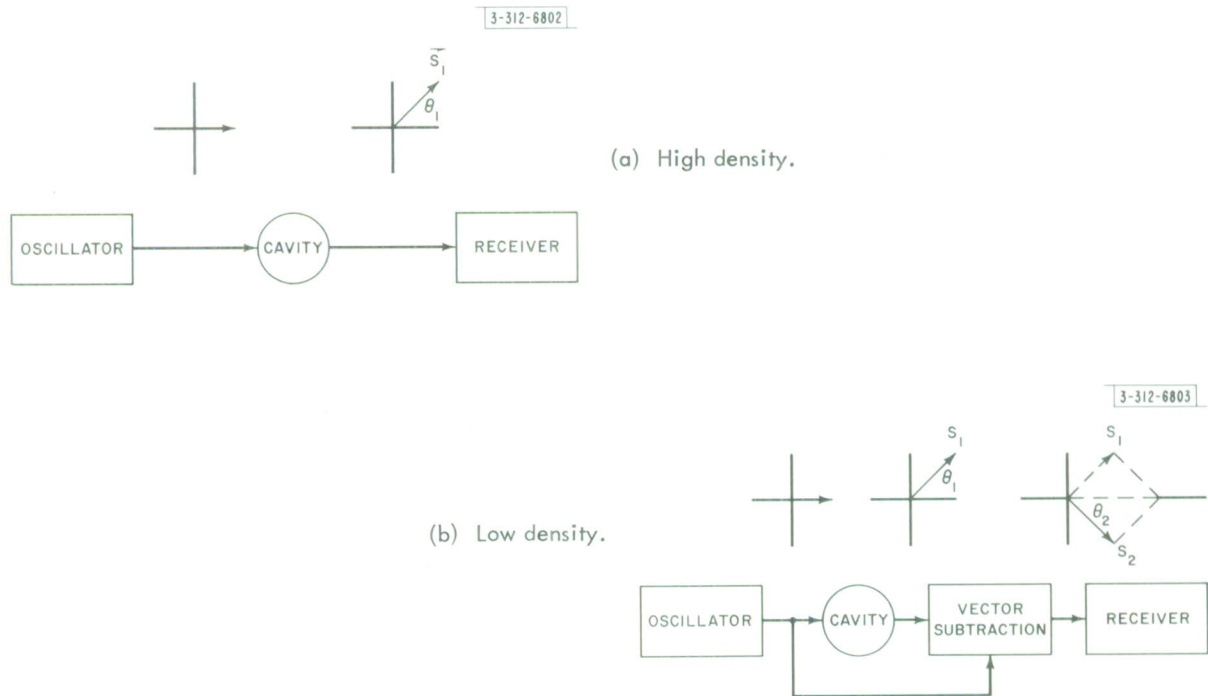 3-312-6802
S̅₁
θ₁
(a) High density.
OSCILLATOR
CAVITY
RECEIVER
3-312-6803
S₁
S₁
θ₁
θ₂
S₂
(b) Low density.
OSCILLATOR
CAVITY
VECTOR
SUBTRACTION
RECEIVER